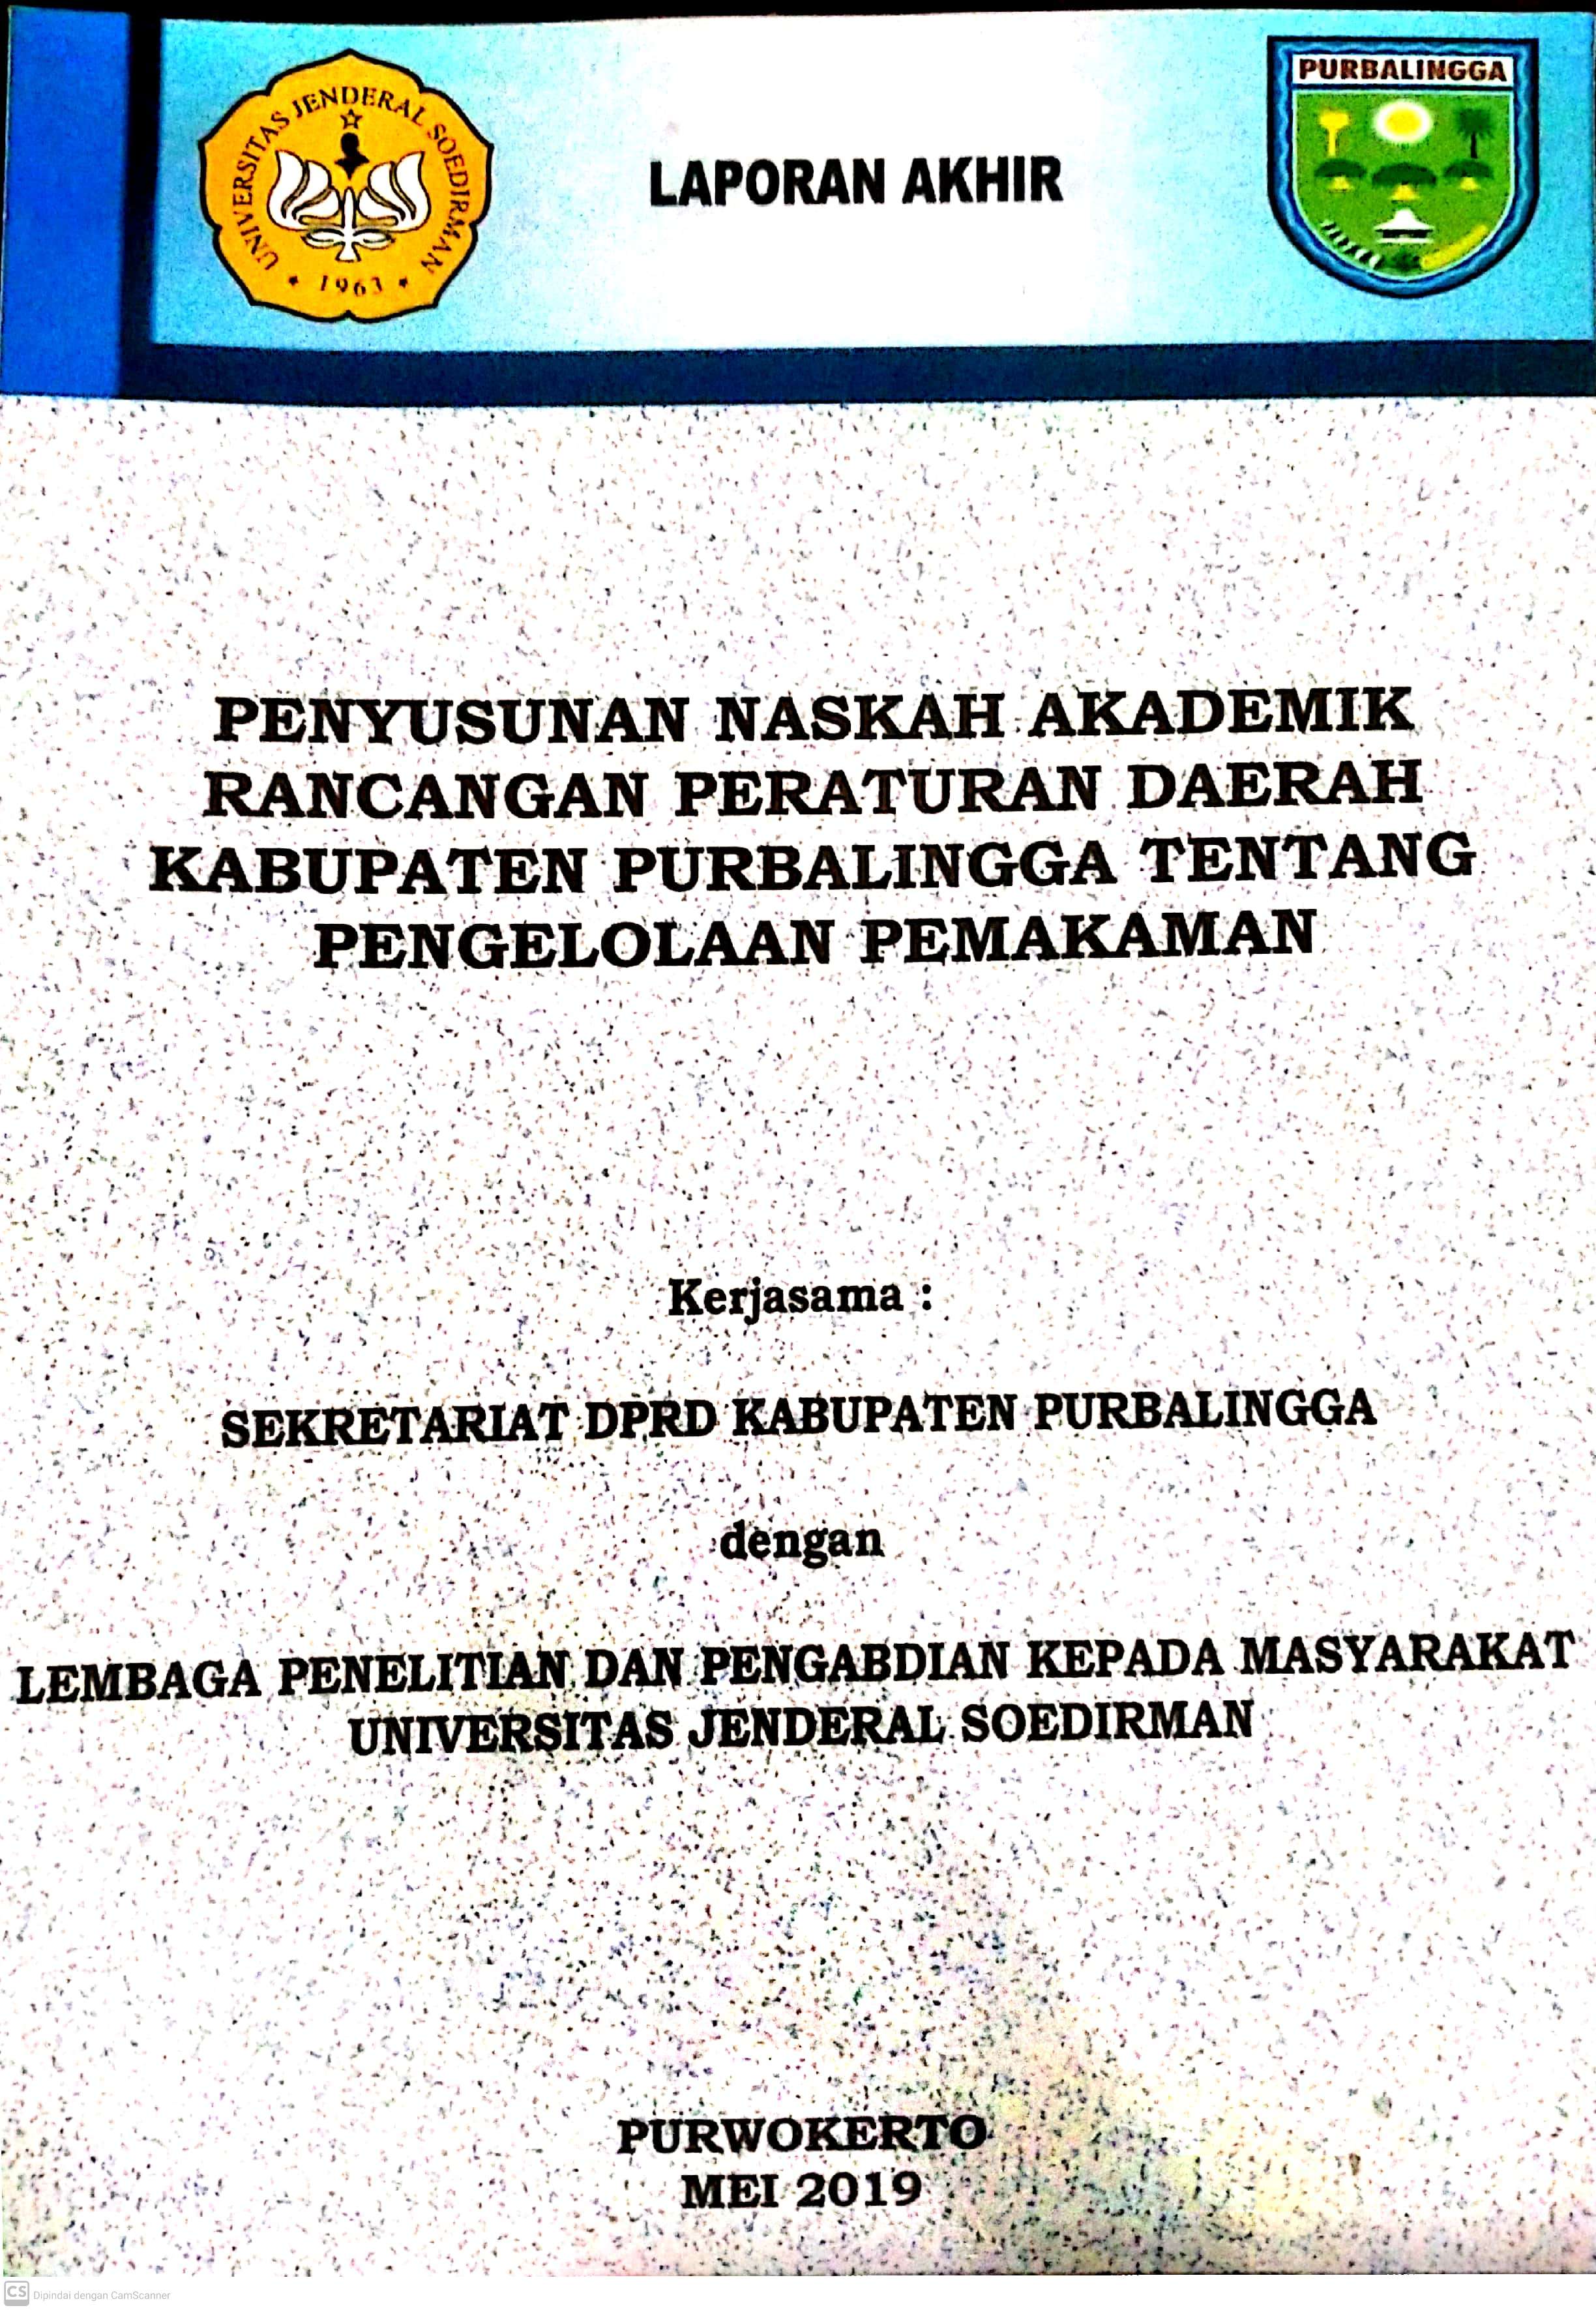 UNIVERSITAS JENDERAL SOEDIRMAN
1963
LAPORAN AKHIR
PURBALINGGA
PENYUSUNAN NASKAH AKADEMIK
RANCANGAN PERATURAN DAERAH
KABUPATEN PURBALINGGA TENTANG
PENGELOLAAN PEMAKAMAN
Kerjasama :
SEKRETARIAT DPRD KABUPATEN PURBALINGGA
dengan
LEMBAGA PENELITIAN DAN PENGABDIAN KEPADA MASYARAKAT
UNIVERSITAS JENDERAL SOEDIRMAN
PURWOKERTO
MEI 2019
CS Dipindai dengan CamScanner